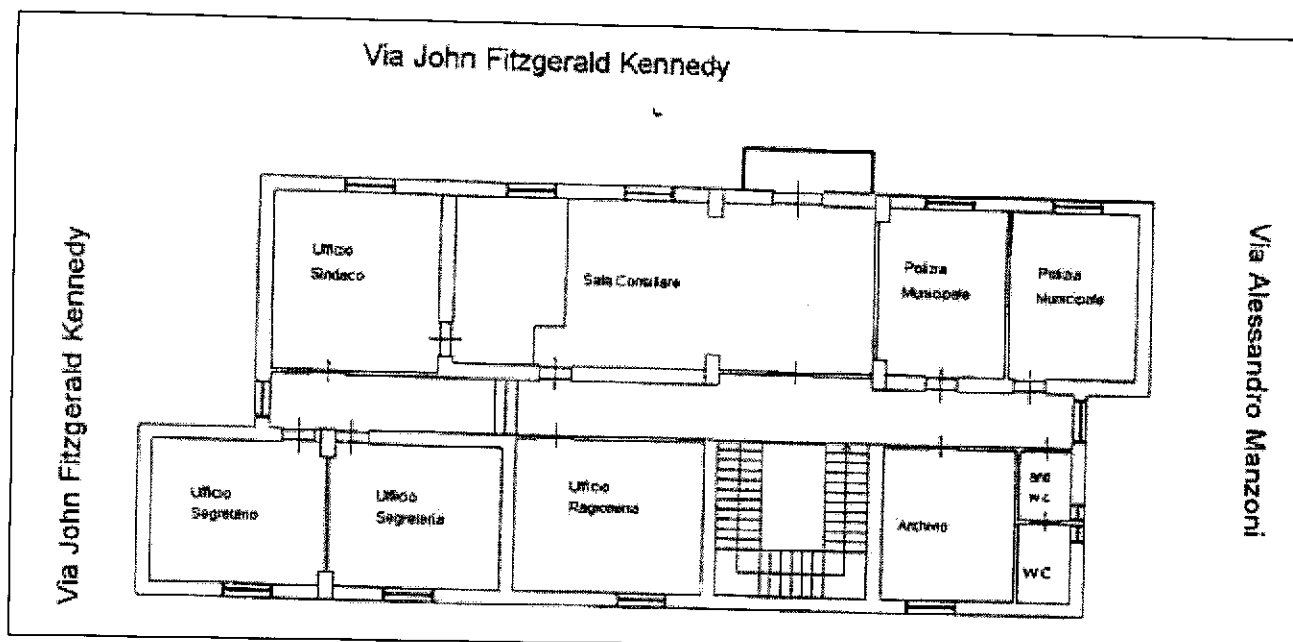 Via John Fitzgerald Kennedy
Via John Fitzgerald Kennedy
Via Alessandro Manzoni
Ufficio
Sindaco
Sala Consiliare
Polizia
Municipale
Polizia
Municipale
Ufficio
Segretario
Ufficio
Segreteria
Ufficio
Ragioneria
Archivio
anti
w.c.
WC